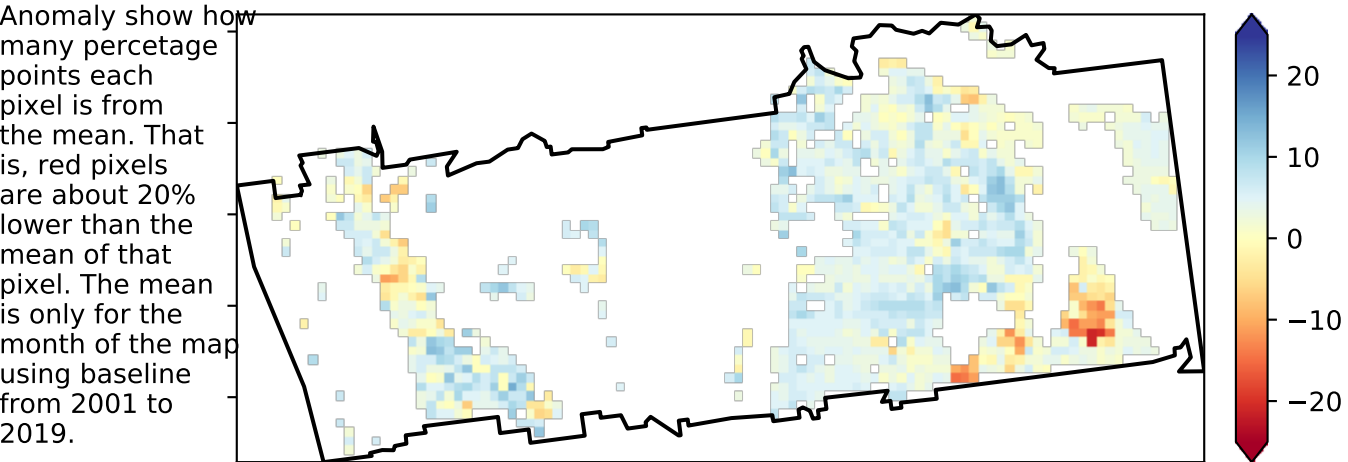 Anomaly show how
many percetage
points each
pixel is from
the mean. That
is, red pixels
are about 20%
lower than the
mean of that
pixel. The mean
is only for the
month of the map
using baseline
from 2001 to
2019.
20
10
0
−10
−20